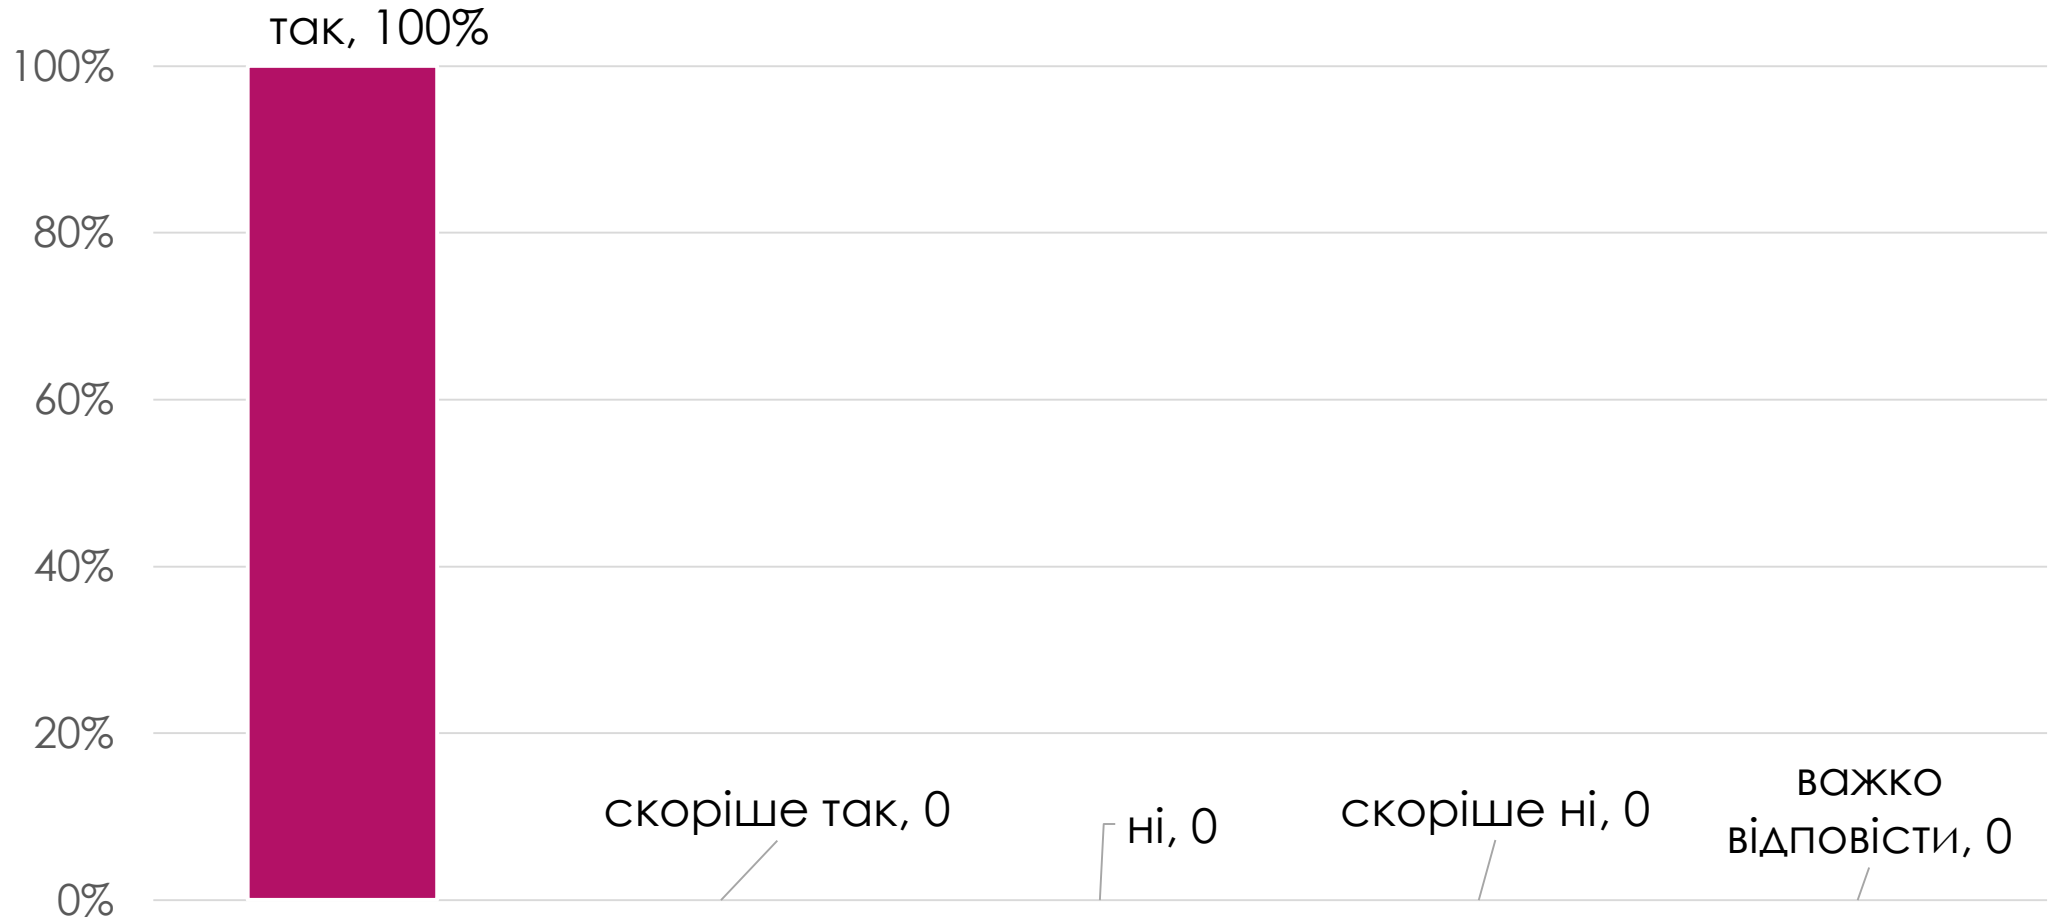 так, 100%
100%
80%
60%
40%
20%
0%
скоріше так, 0
ні, 0
скоріше ні, 0
важко
відповісти, 0